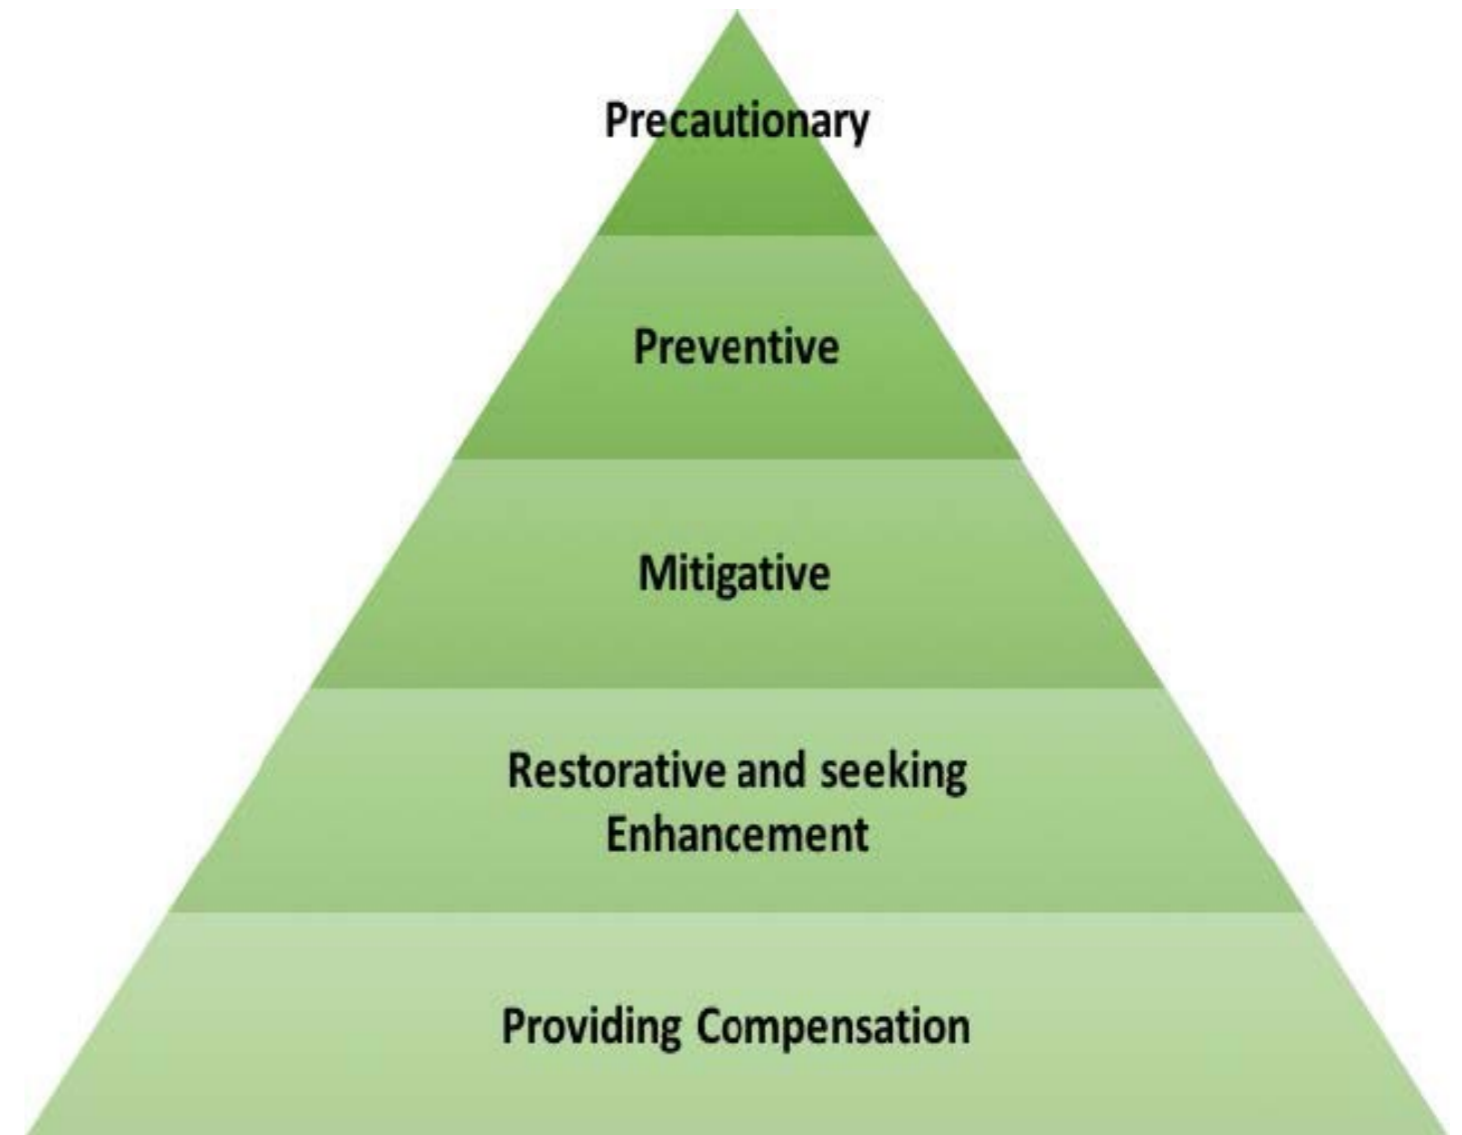 Precautionary
Preventive
Mitigative
Restorative and seeking
Enhancement
Providing Compensation